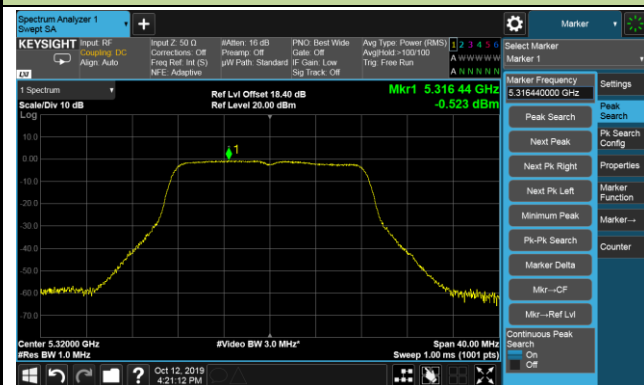 Spectrum Analyzer 1
Swept SA
Marker
KEYSIGHT
Input: RF
Coupling: DC
Align: Auto
Input Z: 50 Ω
Corrections: Off
Freq Ref: Int (S)
NFE: Adaptive
#Atten: 16 dB
Preamp: Off
µW Path: Standard
PNO: Best Wide
Gate: Off
IF Gain: Low
Sig Track: Off
Avg Type: Power (RMS)
Avg|Hold:>100/100
Trig: Free Run
1 2 3 4 5 6
A W W W W W
A N N N N N
LXI
Select Marker
Marker 1
1 Spectrum
Scale/Div 10 dB
Log
Ref Lvl Offset 18.40 dB
Ref Level 20.00 dBm
Mkr1 5.316 44 GHz
-0.523 dBm
1
10.0
0.00
-10.0
-20.0
-30.0
-40.0
-50.0
-60.0
-70.0
Center 5.32000 GHz
#Res BW 1.0 MHz
#Video BW 3.0 MHz*
Span 40.00 MHz
Sweep 1.00 ms (1001 pts)
Marker Frequency
5.316440000 GHz
Peak Search
Next Peak
Next Pk Right
Next Pk Left
Minimum Peak
Pk-Pk Search
Marker Delta
Mkr→CF
Mkr→Ref Lvl
Continuous Peak
Search
On
Off
Settings
Peak
Search
Pk Search
Config
Properties
Marker
Function
Marker→
Counter
?
Oct 12, 2019
4:21:12 PM